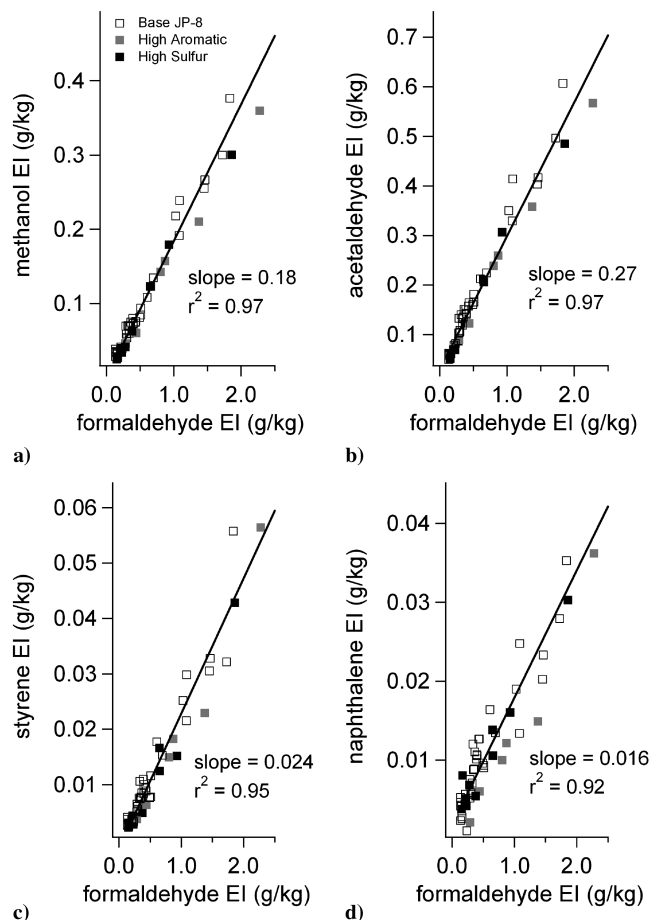 Base JP-8
High Aromatic
High Sulfur
methanol EI (g/kg)
0.4
0.3
0.2
0.1
slope = 0.18
r² = 0.97
0.0 1.0 2.0
formaldehyde EI (g/kg)
a)
acetaldehyde EI (g/kg)
0.7
0.6
0.5
0.4
0.3
0.2
0.1
slope = 0.27
r² = 0.97
0.0 1.0 2.0
formaldehyde EI (g/kg)
b)
styrene EI (g/kg)
0.06
0.05
0.04
0.03
0.02
0.01
slope = 0.024
r² = 0.95
0.0 1.0 2.0
formaldehyde EI (g/kg)
c)
naphthalene EI (g/kg)
0.04
0.03
0.02
0.01
slope = 0.016
r² = 0.92
0.0 1.0 2.0
formaldehyde EI (g/kg)
d)